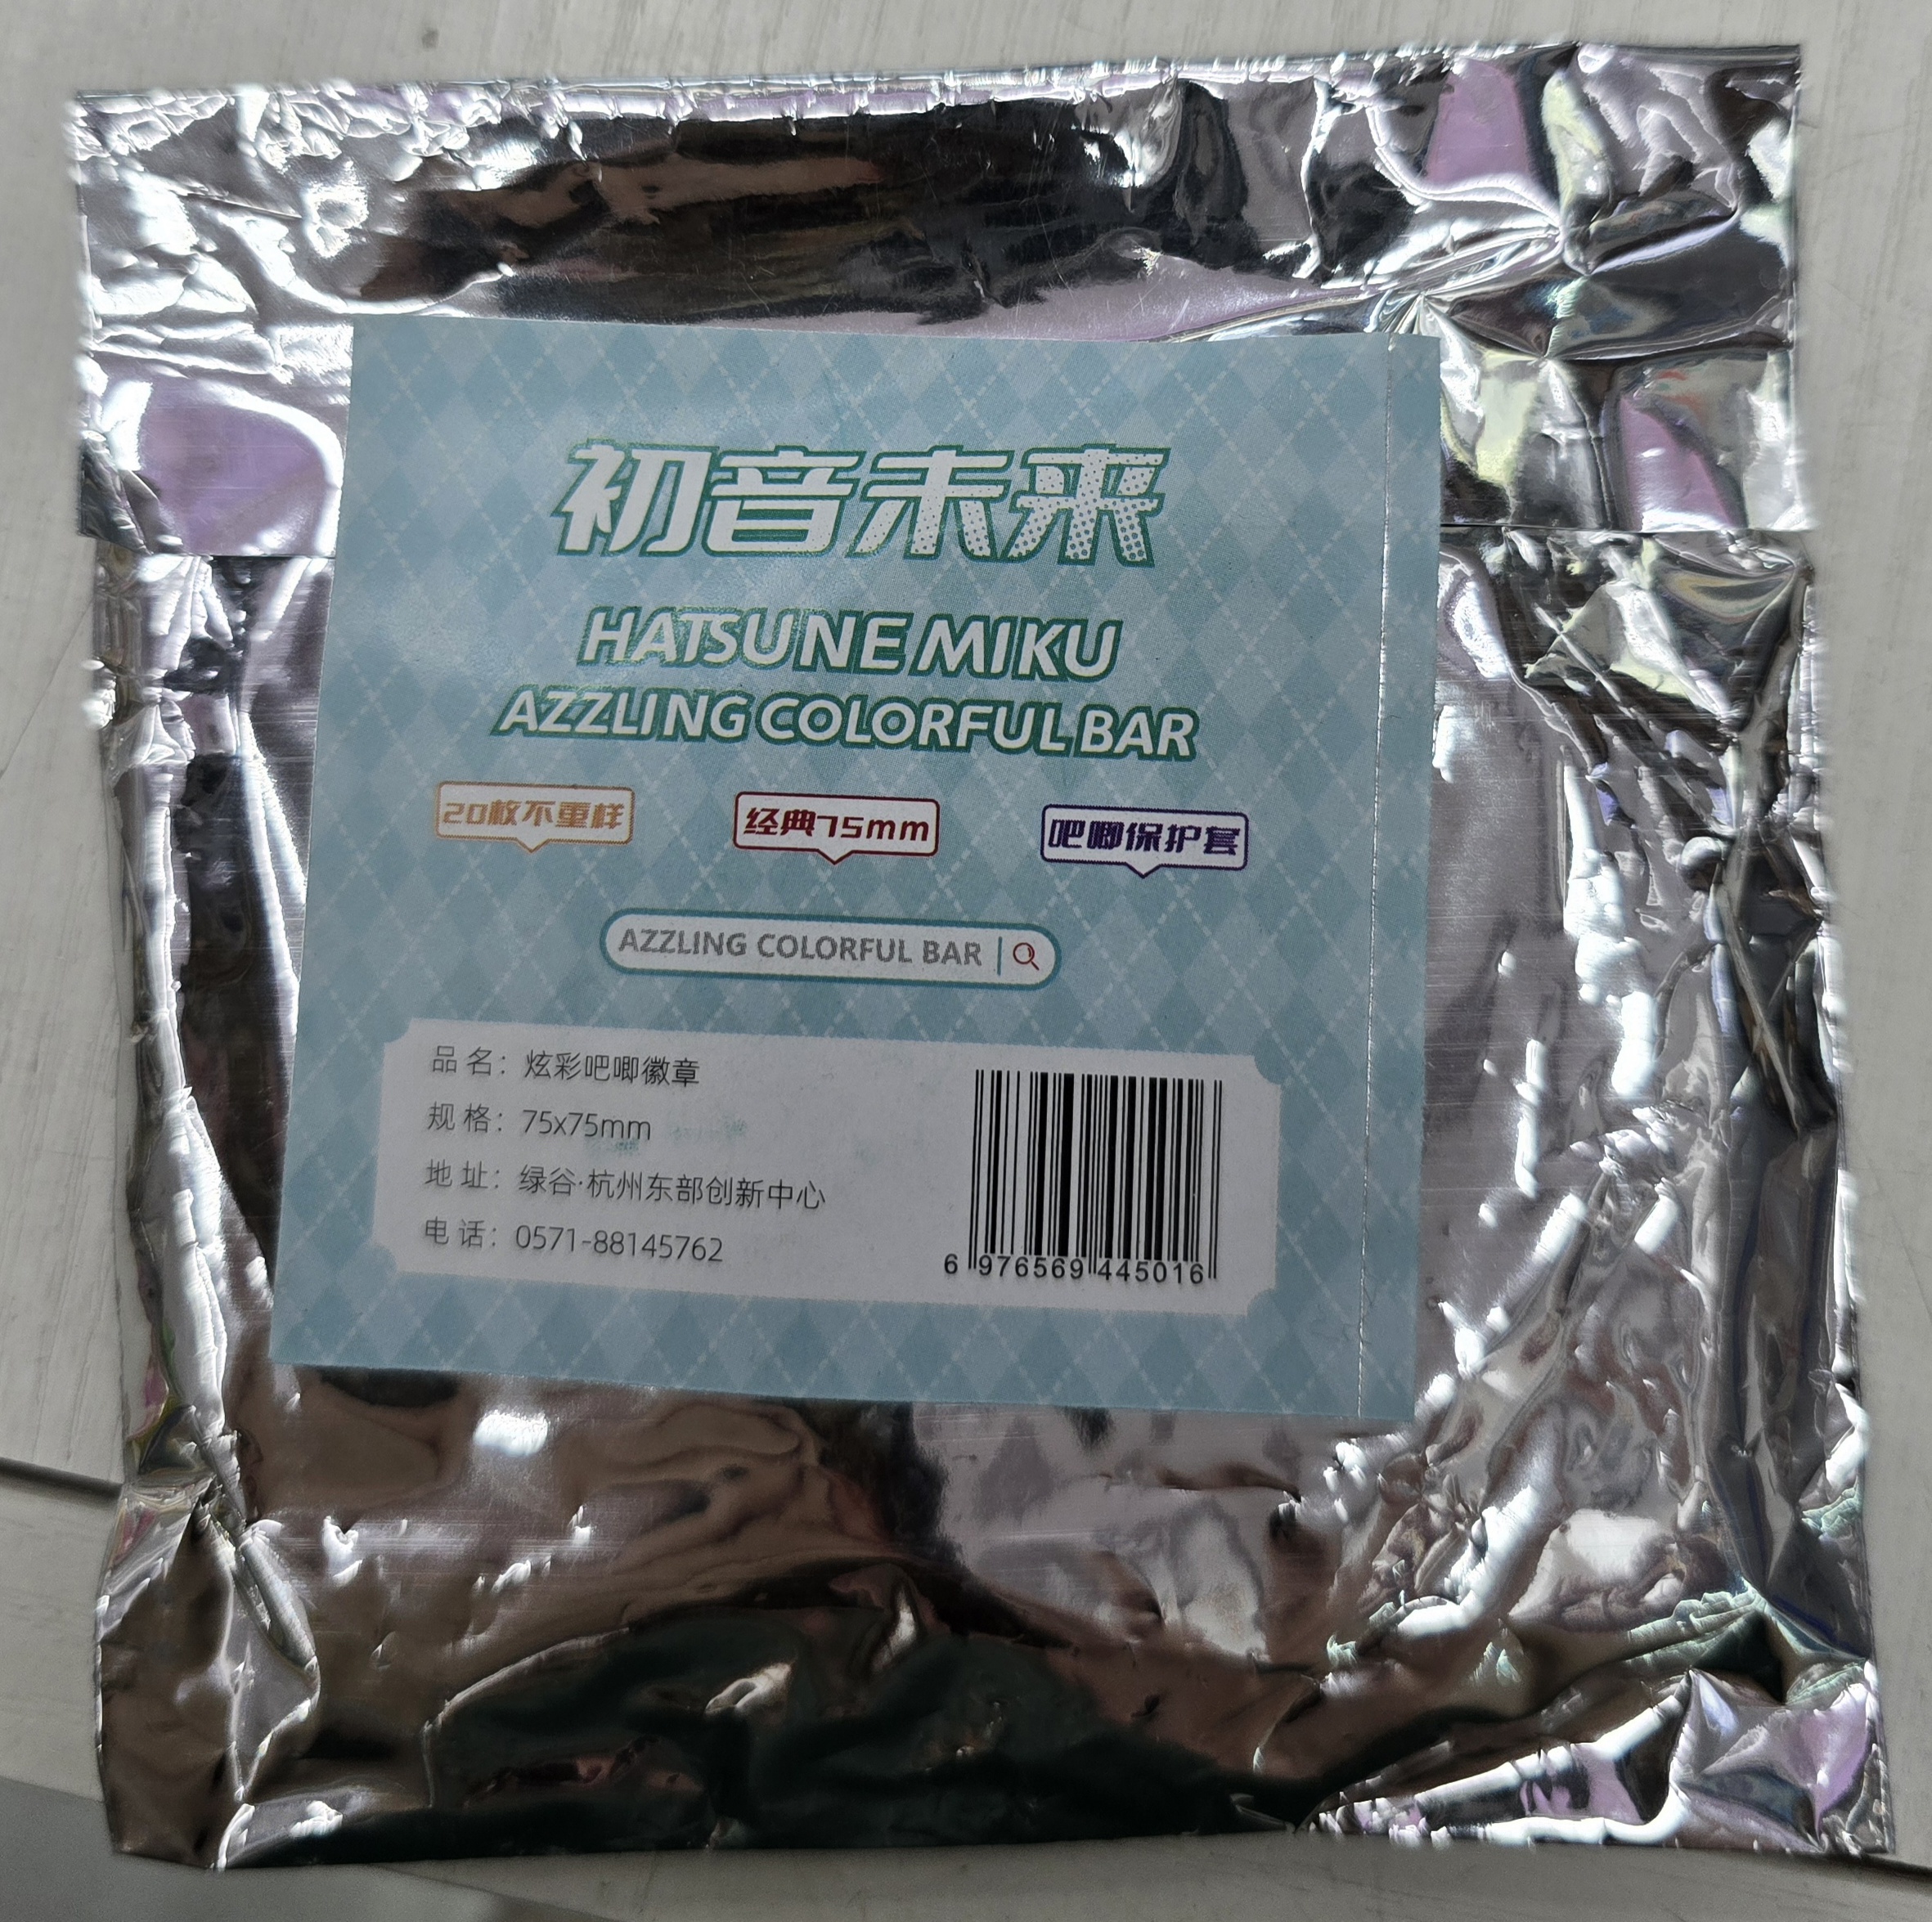 初音未来
HATSUNE MIKU
AZZLING COLORFUL BAR
20枚不重样
经典75mm
吧唧保护套
AZZLING COLORFUL BAR
品名：炫彩吧唧徽章
规格：75x75mm
地址：绿谷·杭州东部创新中心
电话：0571-88145762
6 976569 445016